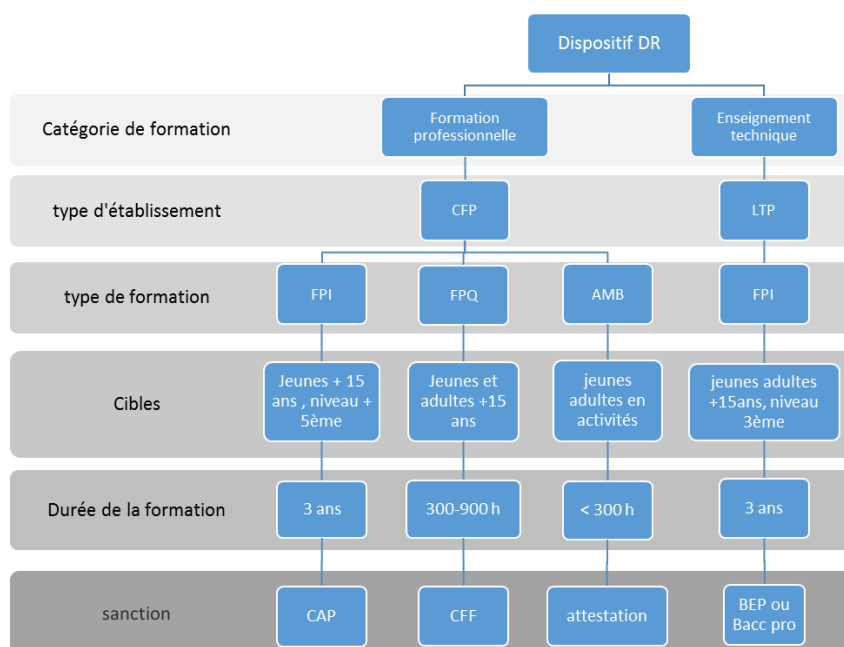 Dispositif DR
Catégorie de formation
Formation
professionnelle
Enseignement
technique
type d'établissement
CFP
LTP
type de formation
FPI
FPQ
AMB
FPI
Cibles
Jeunes + 15
ans , niveau +
5ème
Jeunes et
adultes +15
ans
jeunes
adultes en
activités
jeunes adultes
+15ans, niveau
3ème
Durée de la formation
3 ans
300-900 h
< 300 h
3 ans
sanction
CAP
CFF
attestation
BEP ou
Bacc pro